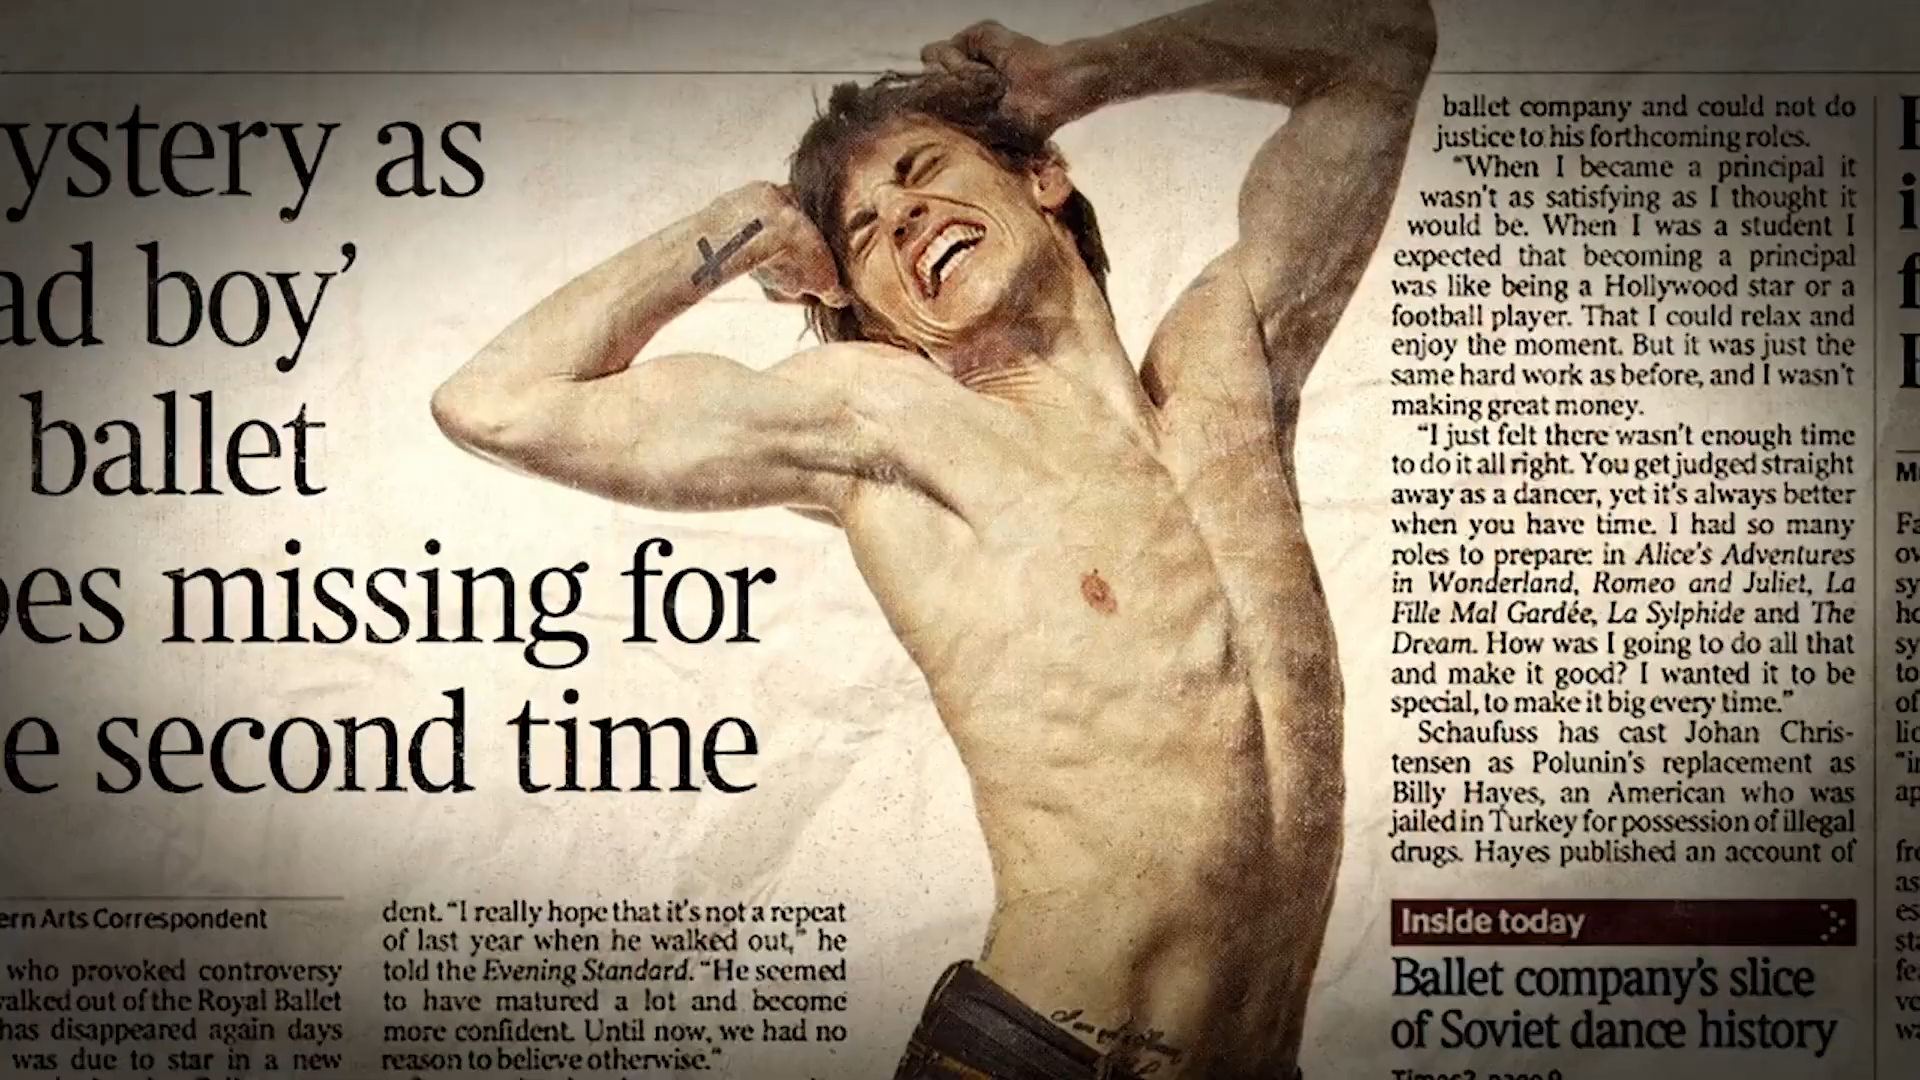 ystery as
ad boy’
ballet
oes missing for
e second time
ern Arts Correspondent
who provoked controversy
walked out of the Royal Ballet
has disappeared again days
was due to star in a new
dent. “I really hope that it’s not a repeat
of last year when he walked out,” he
told the Evening Standard. “He seemed
to have matured a lot and become
more confident. Until now, we had no
reason to believe otherwise.”
ballet company and could not do
justice to his forthcoming roles.
“When I became a principal it
wasn’t as satisfying as I thought it
would be. When I was a student I
expected that becoming a principal
was like being a Hollywood star or a
football player. That I could relax and
enjoy the moment. But it was just the
same hard work as before, and I wasn’t
making great money.
“I just felt there wasn’t enough time
to do it all right. You get judged straight
away as a dancer, yet it’s always better
when you have time. I had so many
roles to prepare: in Alice’s Adventures
in Wonderland, Romeo and Juliet, La
Fille Mal Gardée, La Sylphide and The
Dream. How was I going to do all that
and make it good? I wanted it to be
special, to make it big every time.”
Schaufuss has cast Johan Chris-
tensen as Polunin’s replacement as
Billy Hayes, an American who was
jailed in Turkey for possession of illegal
drugs. Hayes published an account of
Inside today
Ballet company’s slice
of Soviet dance history
Times2, page 9